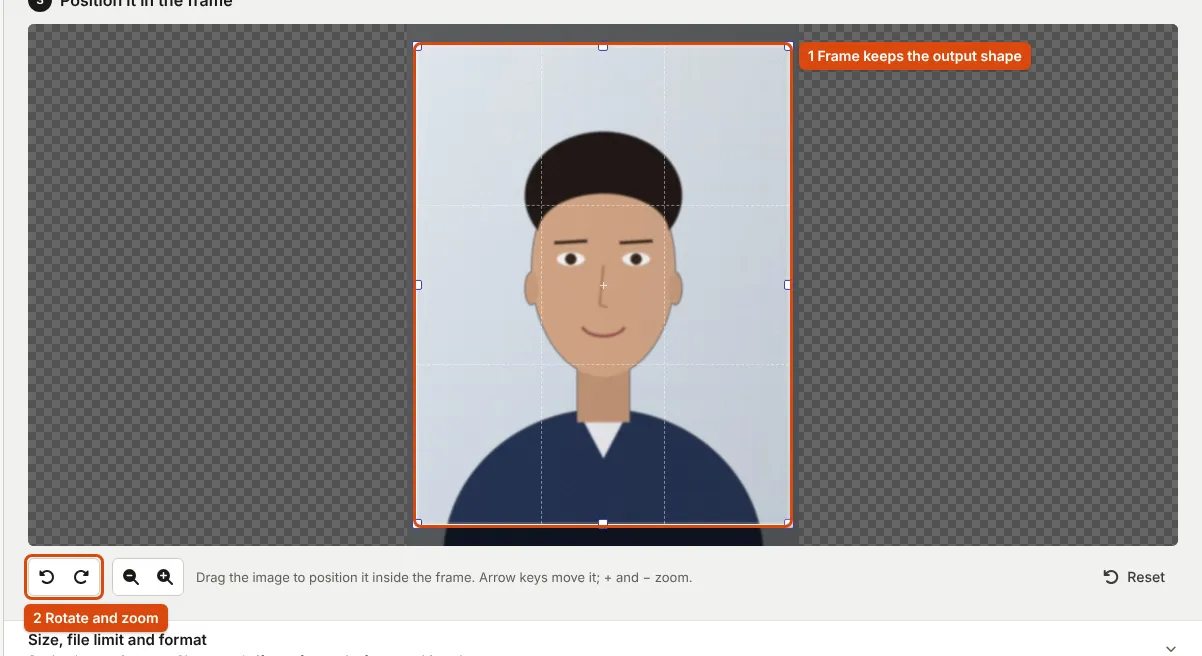 3 Position it in the frame
1 Frame keeps the output shape
Drag the image to position it inside the frame. Arrow keys move it; + and − zoom.
Reset
2 Rotate and zoom
Size, file limit and format